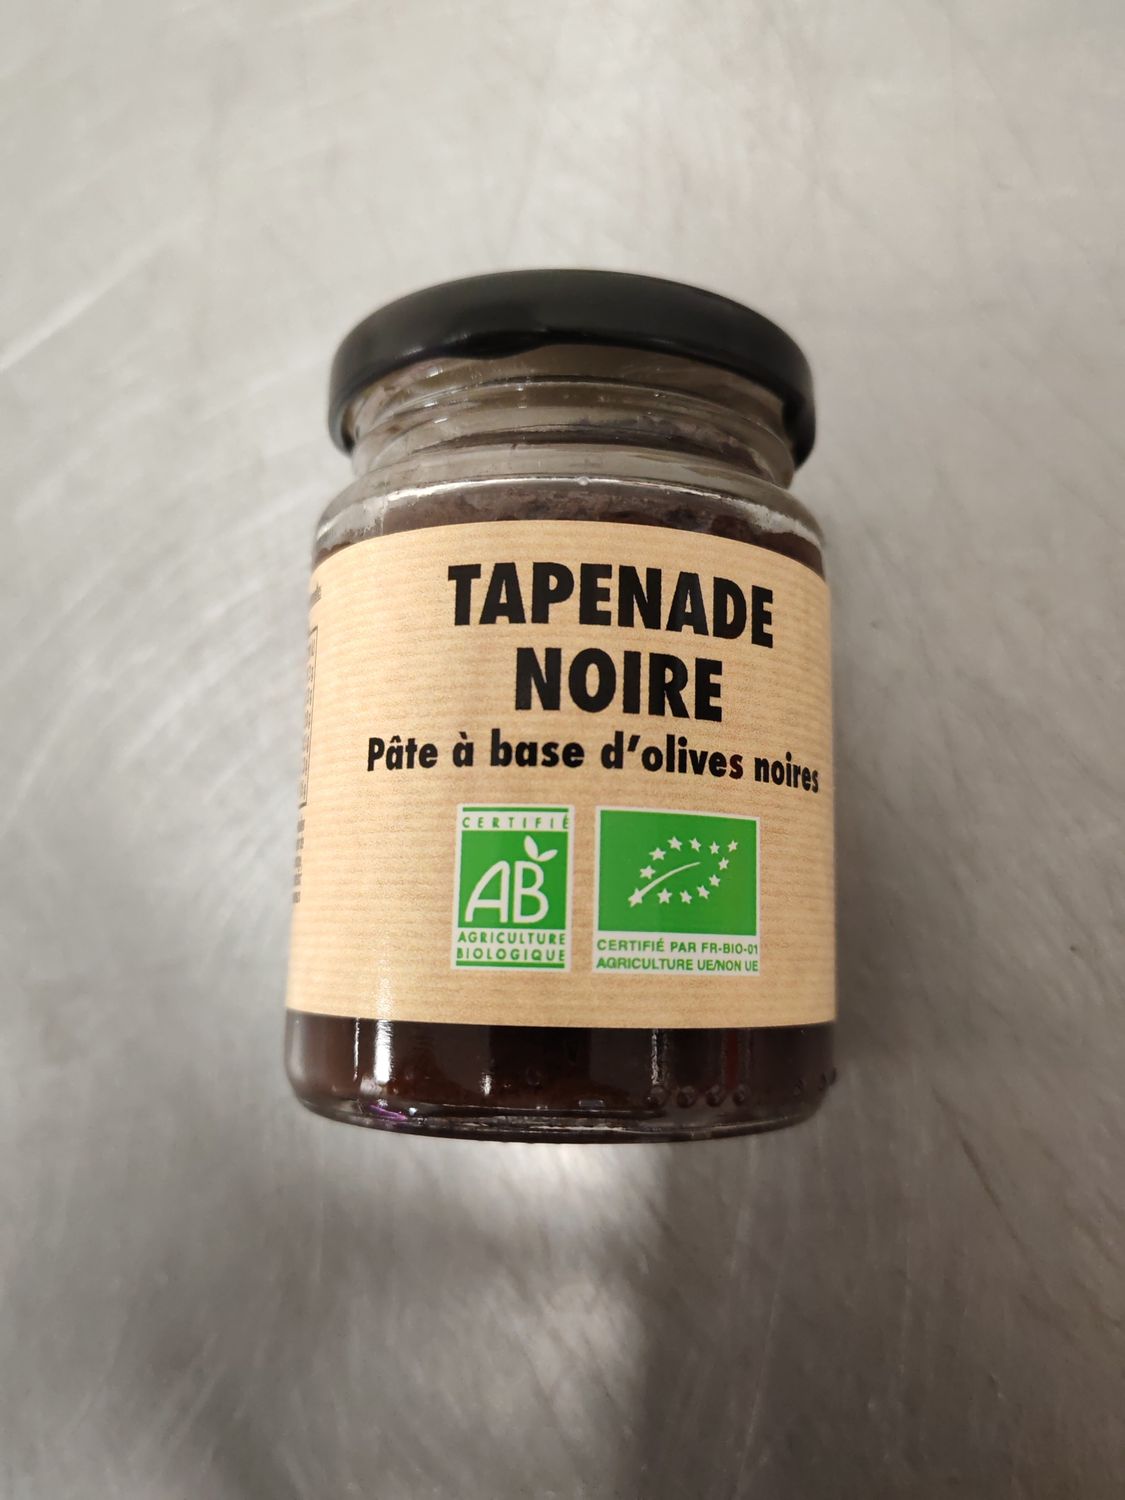 TAPENADE
NOIRE
Pâte à base d'olives noires
CERTIFIÉ
AB
AGRICULTURE
BIOLOGIQUE
CERTIFIÉ PAR FR-BIO-01
AGRICULTURE UE/NON UE